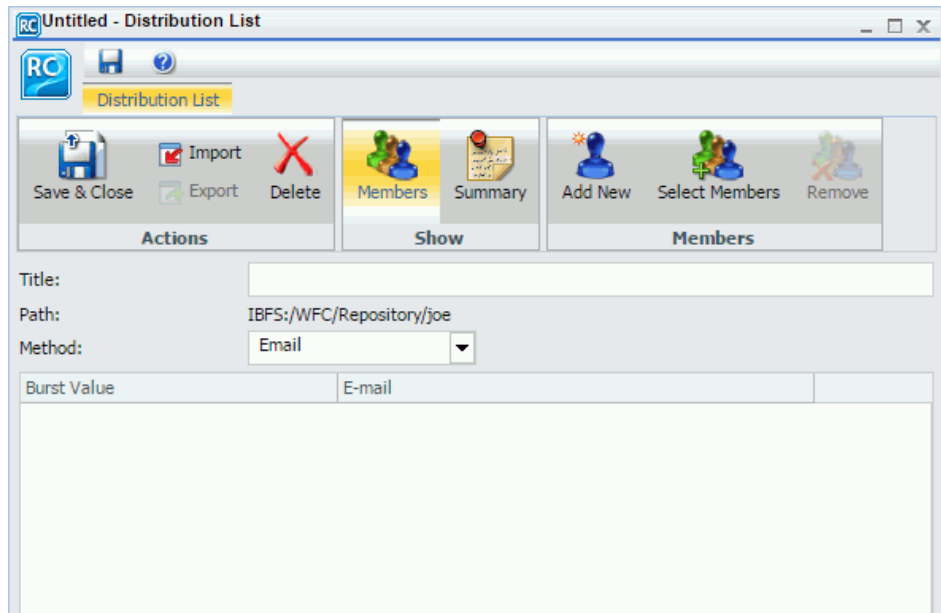 RC Untitled - Distribution List
RC
Distribution List
Save & Close
Import
Export
Delete
Members
Summary
Add New
Select Members
Remove
Actions
Show
Members
Title:
Path: IBFS:/WFC/Repository/joe
Method: Email
Burst Value E-mail